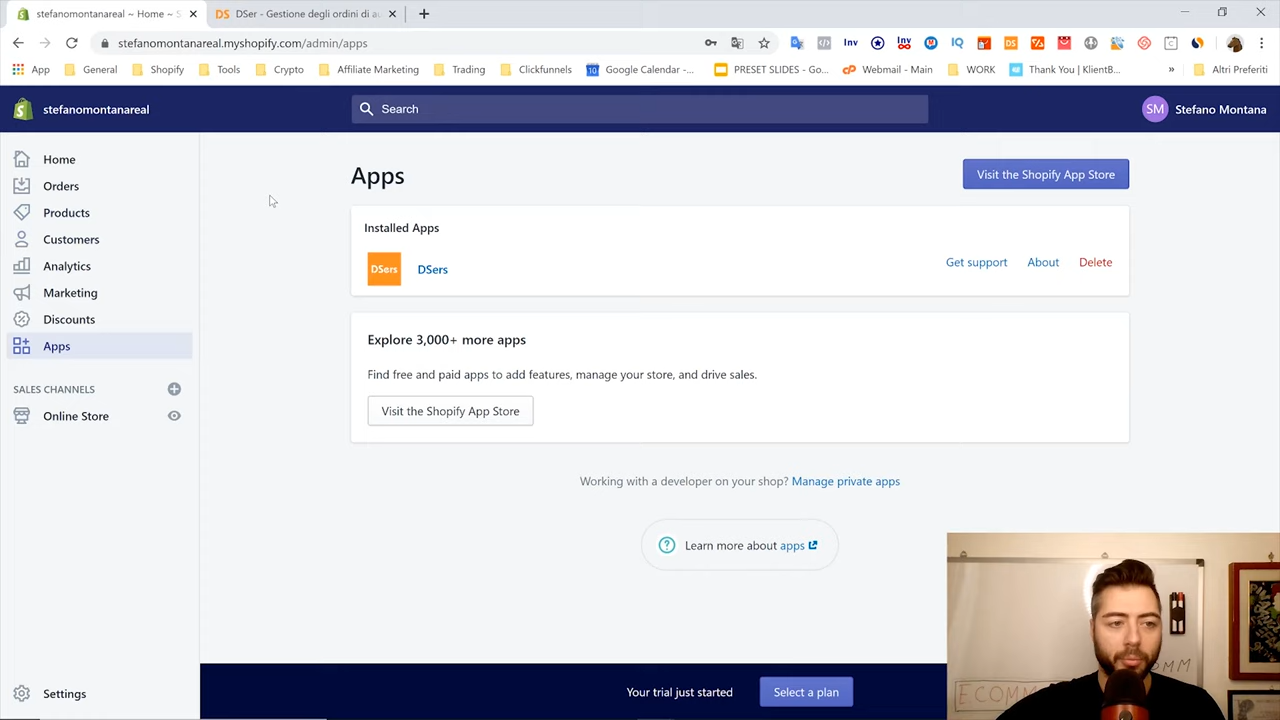 stefanomontanareal ~ Home ~ S
DSer - Gestione degli ordini di au
stefanomontanareal.myshopify.com/admin/apps
App
General
Shopify
Tools
Crypto
Affiliate Marketing
Trading
Clickfunnels
Google Calendar -...
PRESET SLIDES - Go...
Webmail - Main
WORK
Thank You | KlientB...
»
Altri Preferiti
stefanomontanareal
Search
SM
Stefano Montana
Home
Orders
Products
Customers
Analytics
Marketing
Discounts
Apps
SALES CHANNELS
Online Store
Settings
Apps
Visit the Shopify App Store
Installed Apps
DSers
DSers
Get support
About
Delete
Explore 3,000+ more apps
Find free and paid apps to add features, manage your store, and drive sales.
Visit the Shopify App Store
Working with a developer on your shop? Manage private apps
Learn more about apps
Your trial just started
Select a plan